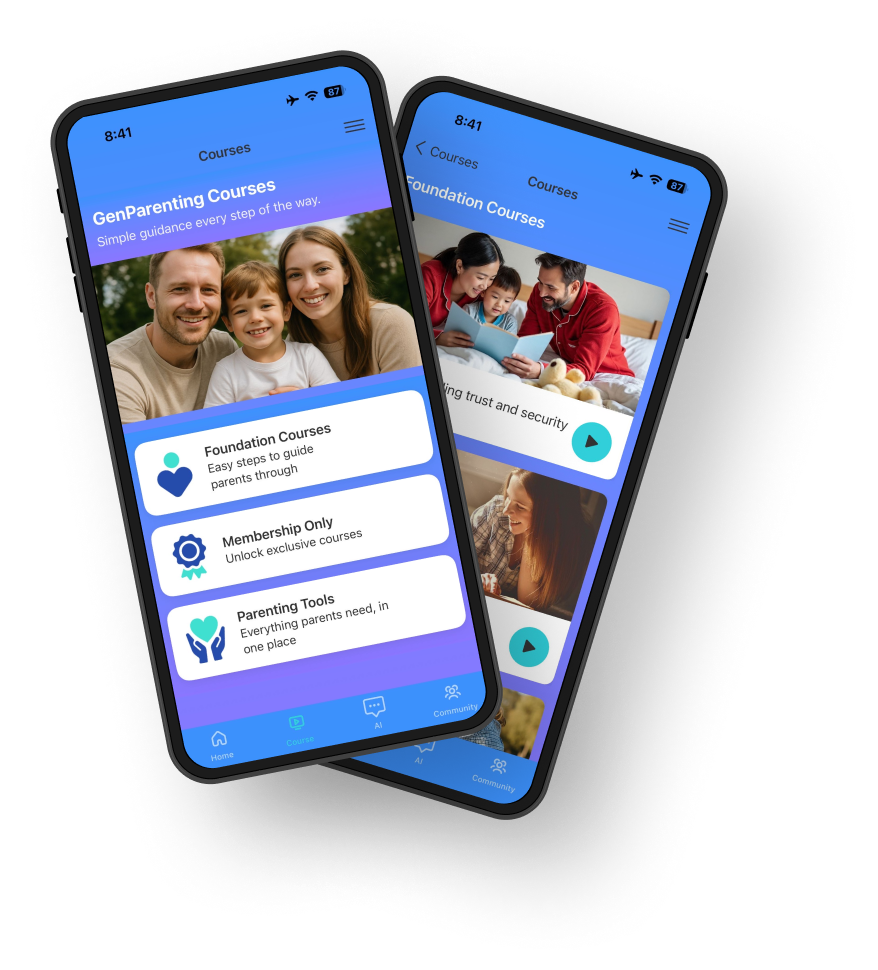 8:41
87
Courses
GenParenting Courses
Simple guidance every step of the way.
Foundation Courses
Easy steps to guide
parents through
Membership Only
Unlock exclusive courses
Parenting Tools
Everything parents need, in
one place
Home
Course
AI
Community
8:41
87
Courses
Courses
Foundation Courses
trust and security
AI
Community